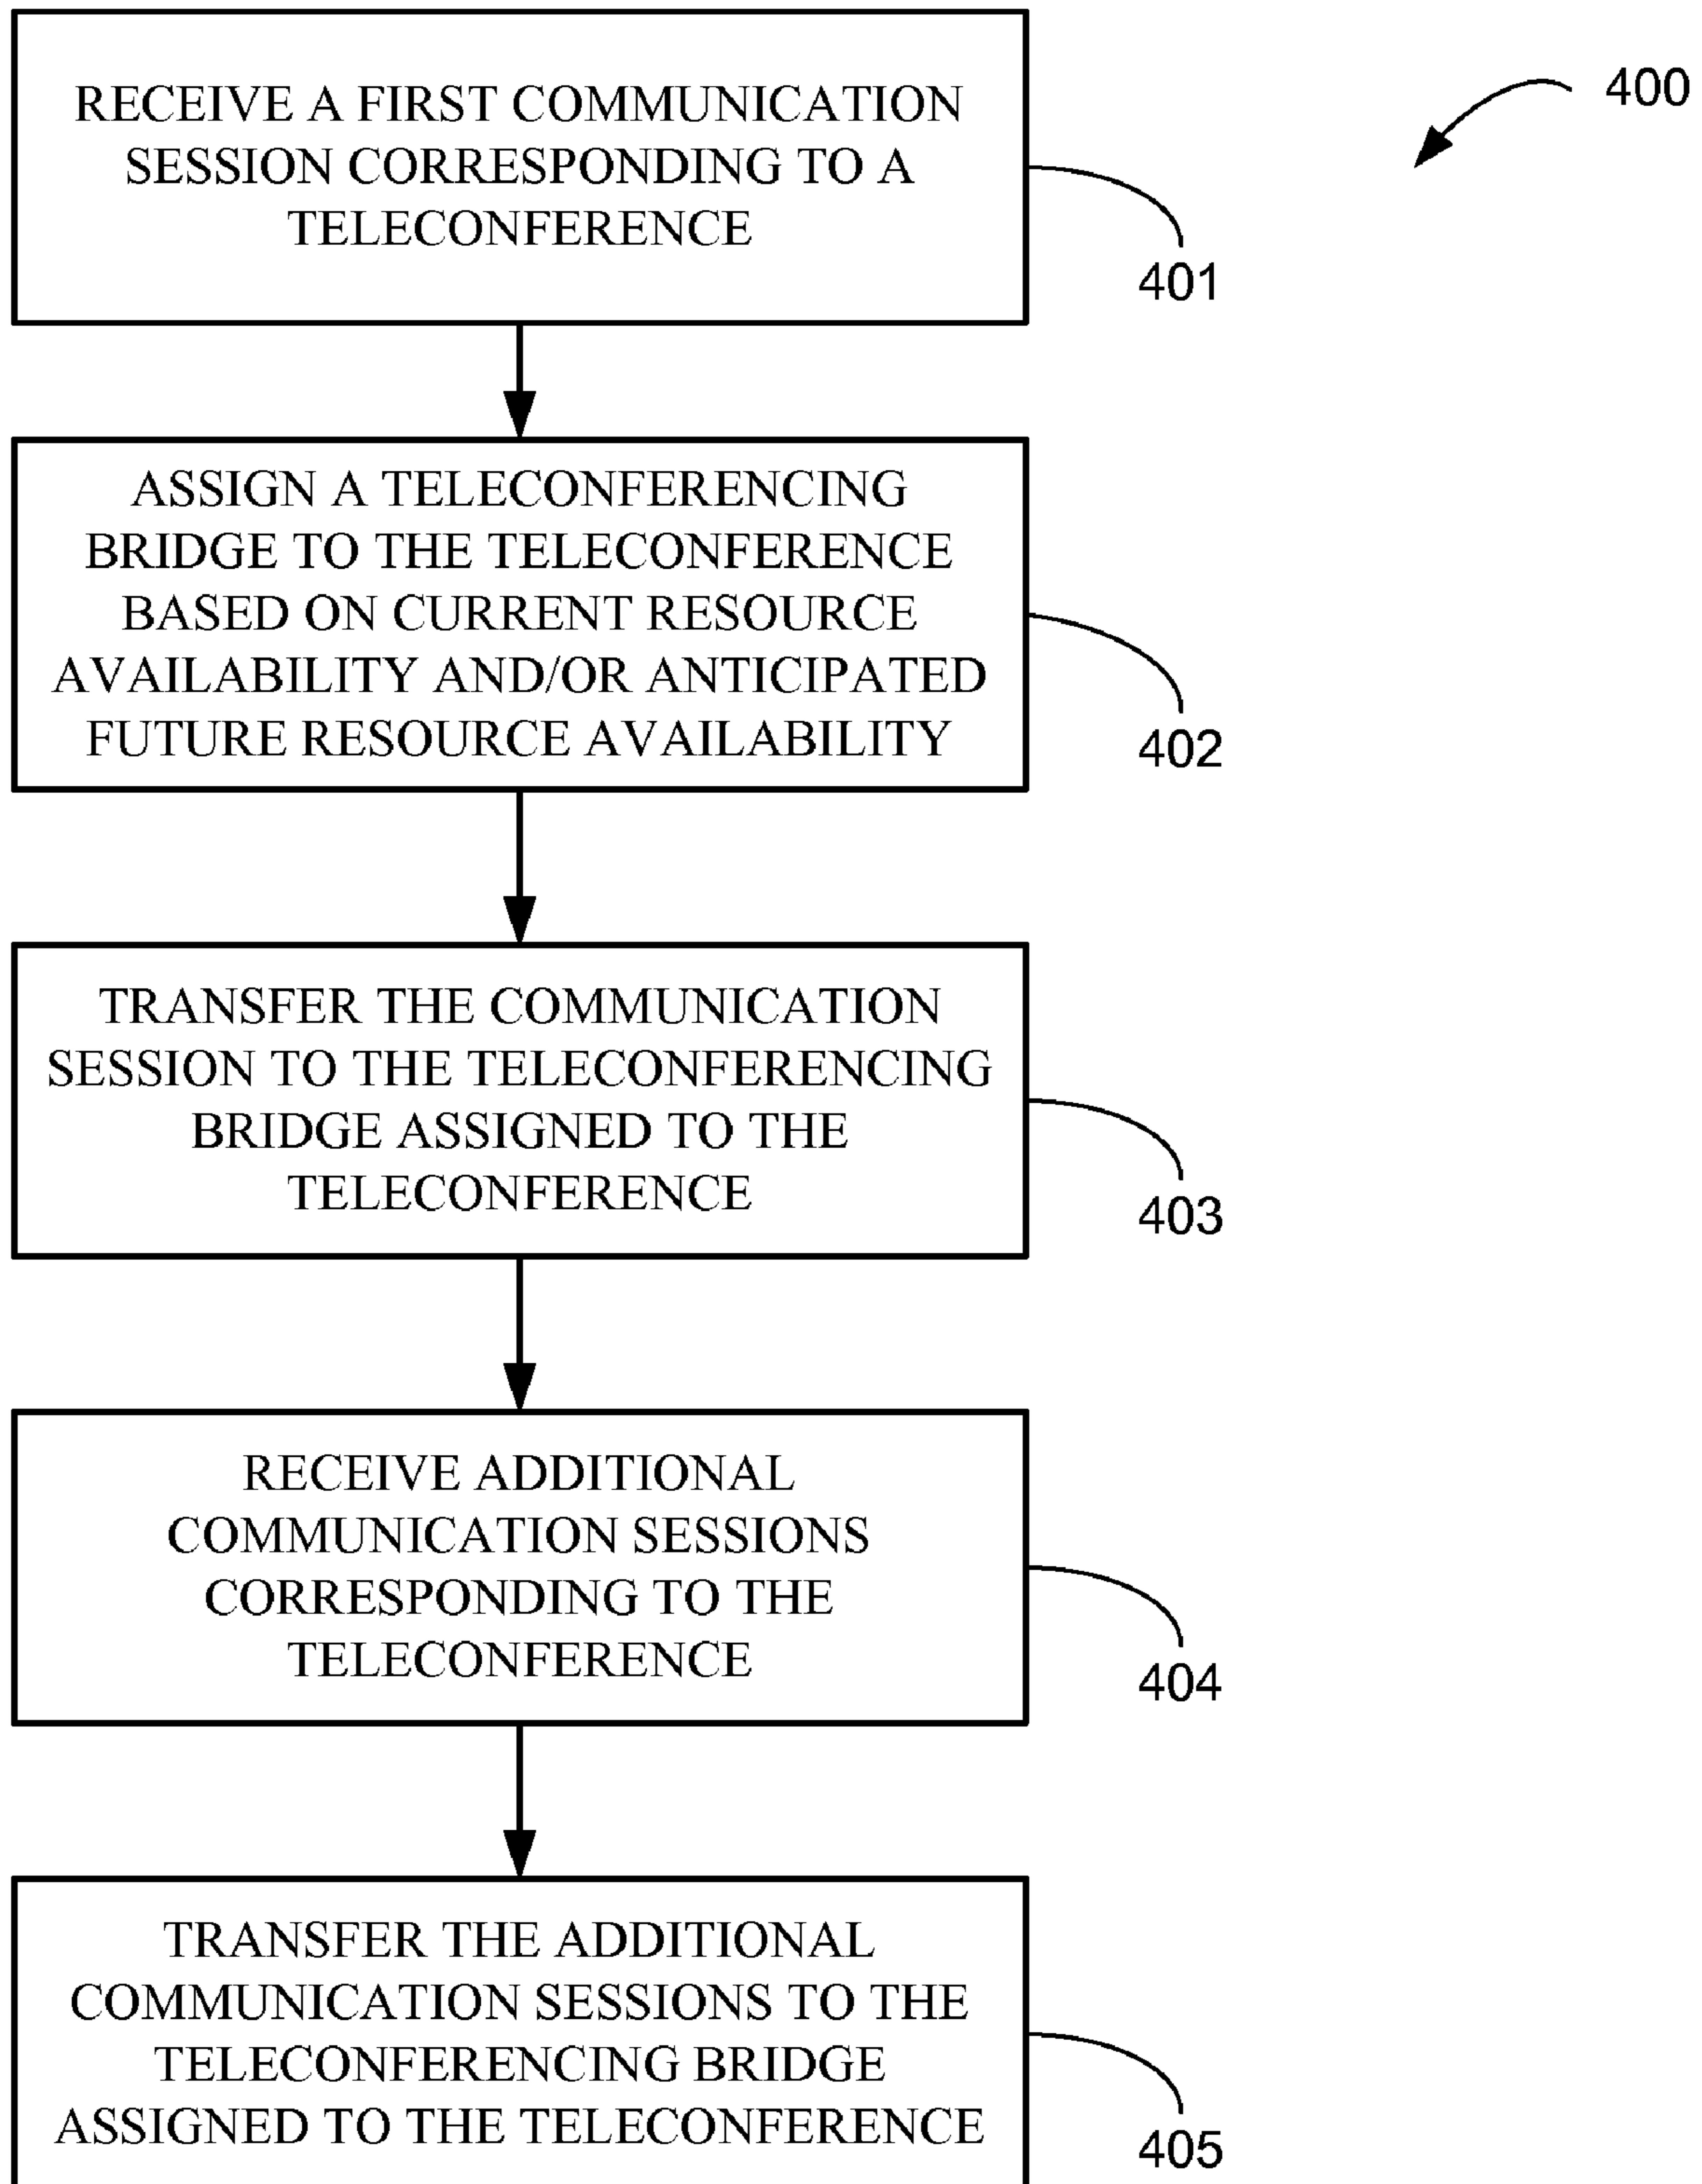 RECEIVE A FIRST COMMUNICATION
SESSION CORRESPONDING TO A
TELECONFERENCE
400
401
ASSIGN A TELECONFERENCING
BRIDGE TO THE TELECONFERENCE
BASED ON CURRENT RESOURCE
AVAILABILITY AND/OR ANTICIPATED
FUTURE RESOURCE AVAILABILITY
402
TRANSFER THE COMMUNICATION
SESSION TO THE TELECONFERENCING
BRIDGE ASSIGNED TO THE
TELECONFERENCE
403
RECEIVE ADDITIONAL
COMMUNICATION SESSIONS
CORRESPONDING TO THE
TELECONFERENCE
404
TRANSFER THE ADDITIONAL
COMMUNICATION SESSIONS TO THE
TELECONFERENCING BRIDGE
ASSIGNED TO THE TELECONFERENCE
405